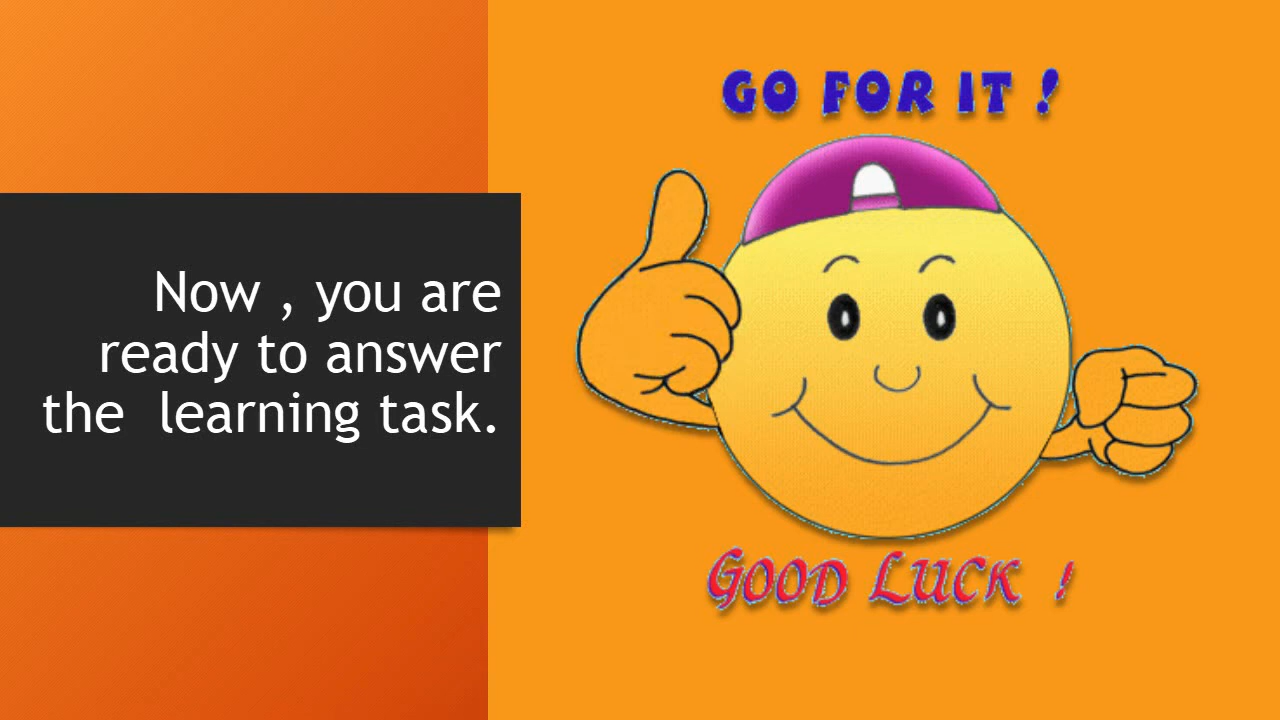 Now , you are
ready to answer
the  learning task.
GO FOR IT !
GOOD LUCK !